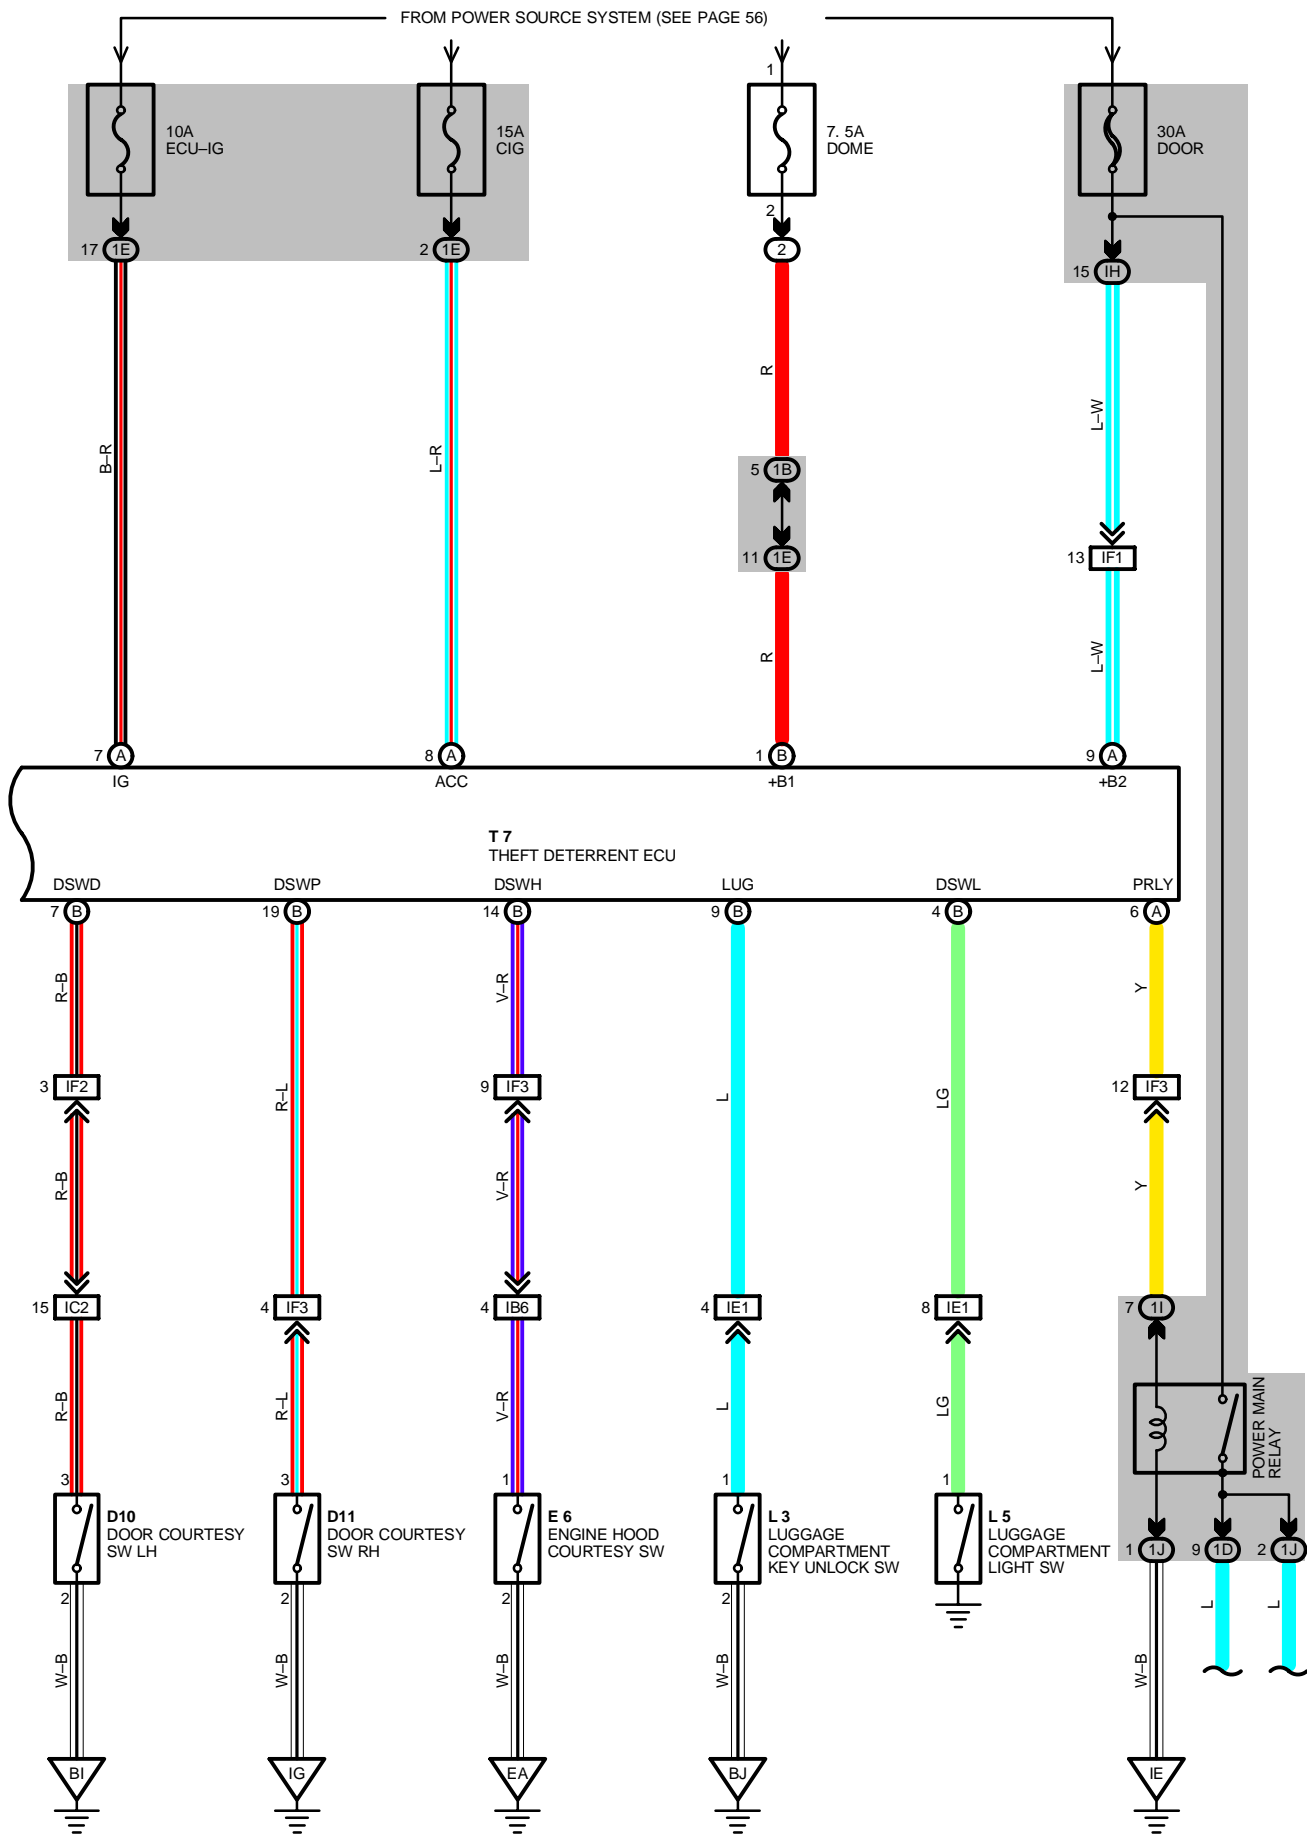 FROM POWER SOURCE SYSTEM (SEE PAGE 56)
1
10A
ECU–IG
15A
CIG
7. 5A
DOME
30A
DOOR
2
17 1E
2 1E
2
15 IH
B–R
L–R
R
L–W
5 1B
11 1E
13 IF1
R
L–W
7 A
8 A
1 B
9 A
IG
ACC
+B1
+B2
T 7
THEFT DETERRENT ECU
DSWD
DSWP
DSWH
LUG
DSWL
PRLY
7 B
19 B
14 B
9 B
4 B
6 A
R–B
V–R
Y
3 IF2
R–L
9 IF3
L
LG
12 IF3
R–B
V–R
Y
15 IC2
4 IF3
4 IB6
4 IE1
8 IE1
7 1I
R–B
R–L
V–R
L
LG
POWER MAIN
RELAY
3
3
1
1
1
D10
DOOR COURTESY
SW LH
D11
DOOR COURTESY
SW RH
E 6
ENGINE HOOD
COURTESY SW
L 3
LUGGAGE
COMPARTMENT
KEY UNLOCK SW
L 5
LUGGAGE
COMPARTMENT
LIGHT SW
1 1J
9 1D
2 1J
2
2
2
2
L
L
W–B
W–B
W–B
W–B
W–B
BI
IG
EA
BJ
IE